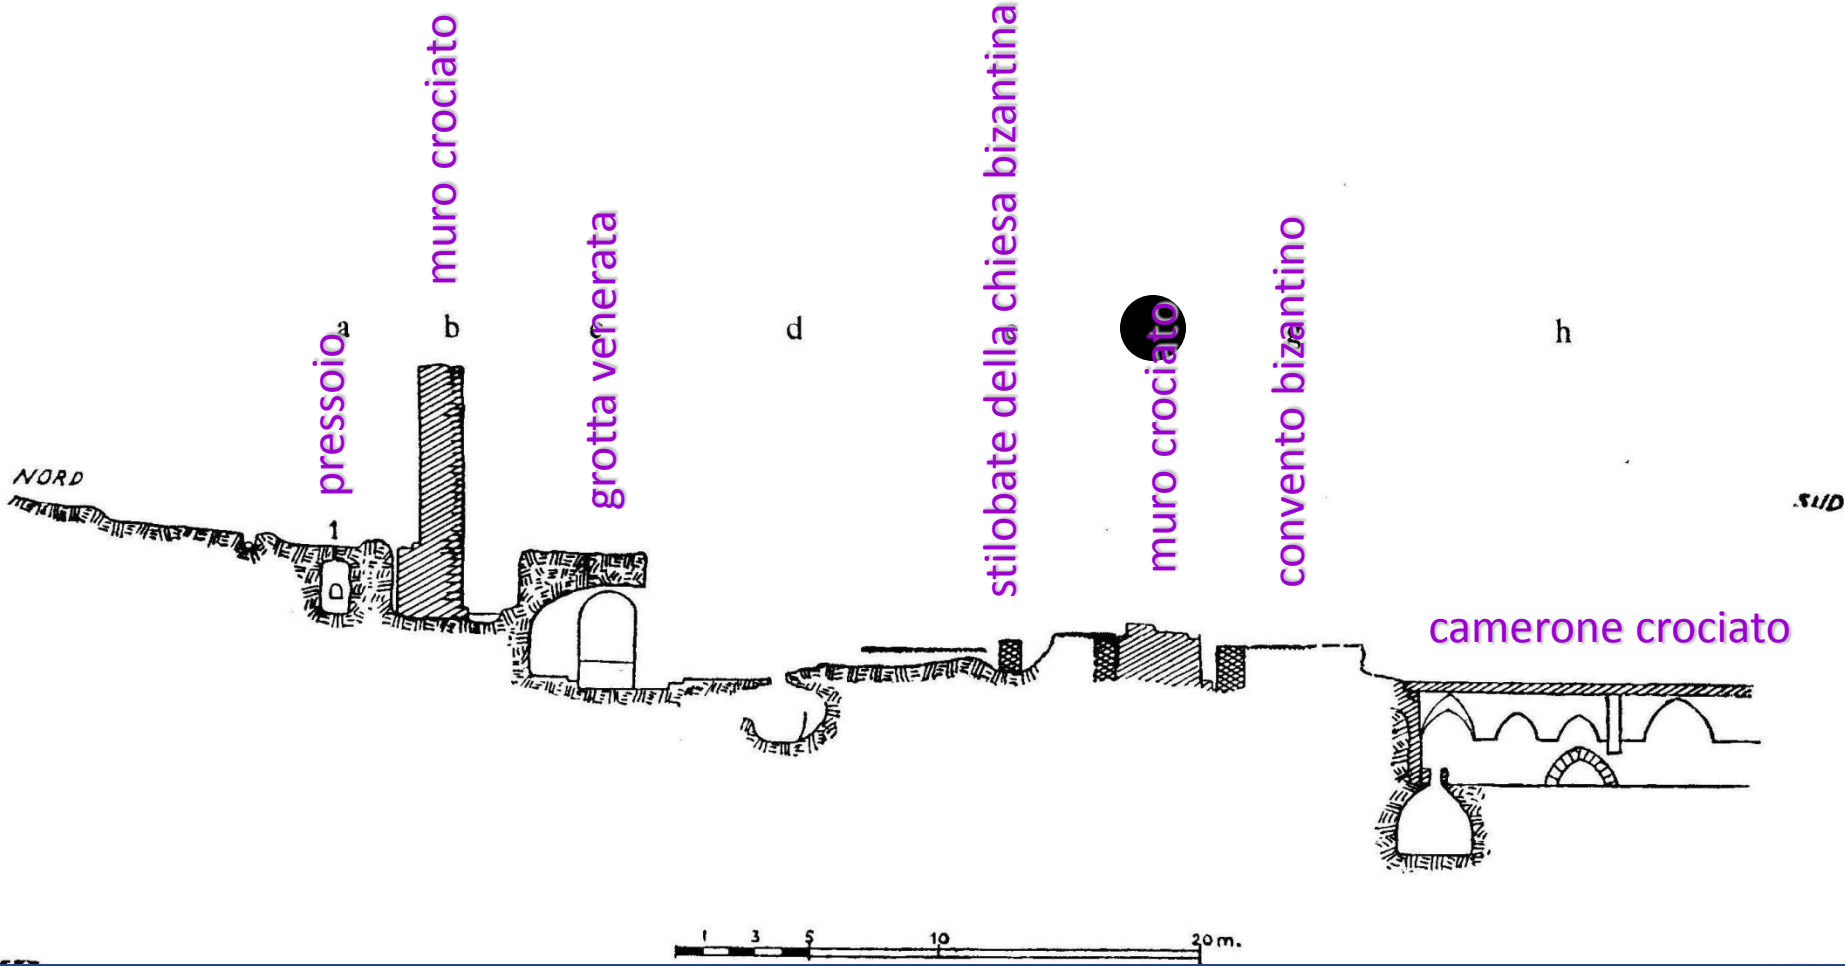 muro crociato
stilobate della chiesa bizantina
grotta venerata
convento bizantino
muro crociato
pressoio
a
b
d
h
NORD
SUD
1
camerone crociato
1 3 5 10 20 m.